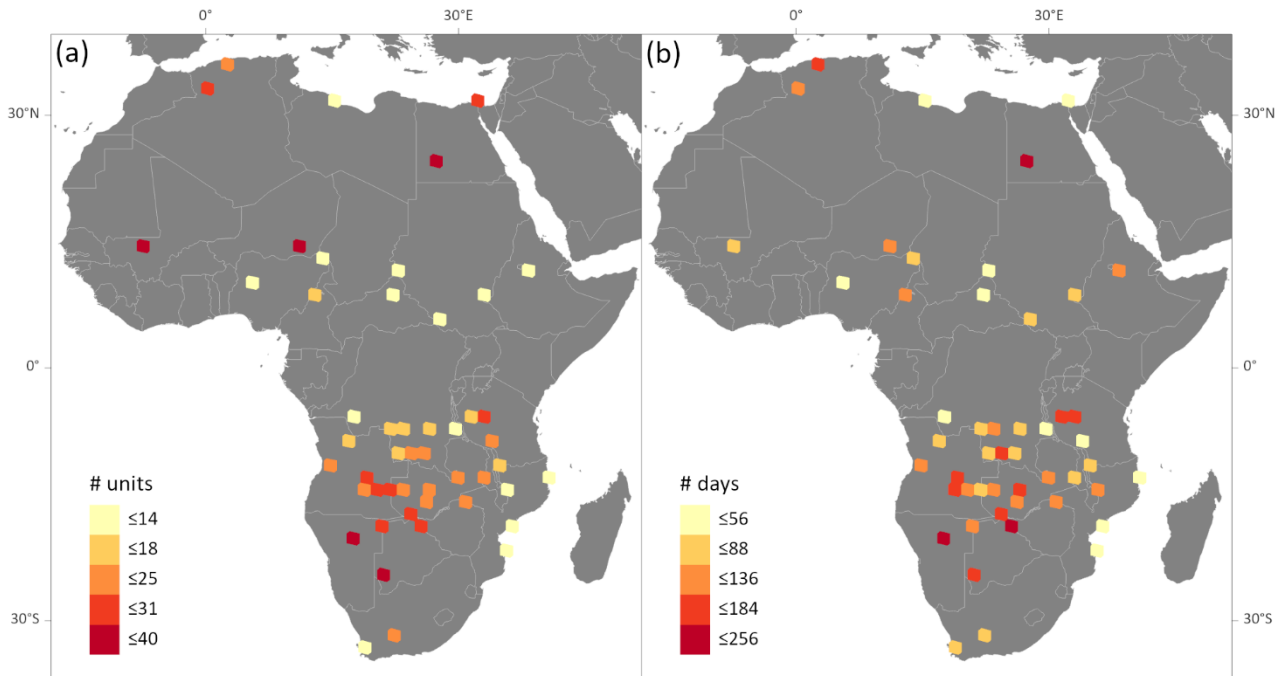 0° 30°E 0° 30°E
(a) (b)
30°N 30°N
0° 0°
# units # days
≤14 ≤56
≤18 ≤88
≤25 ≤136
≤31 ≤184
≤40 ≤256
30°S 30°S